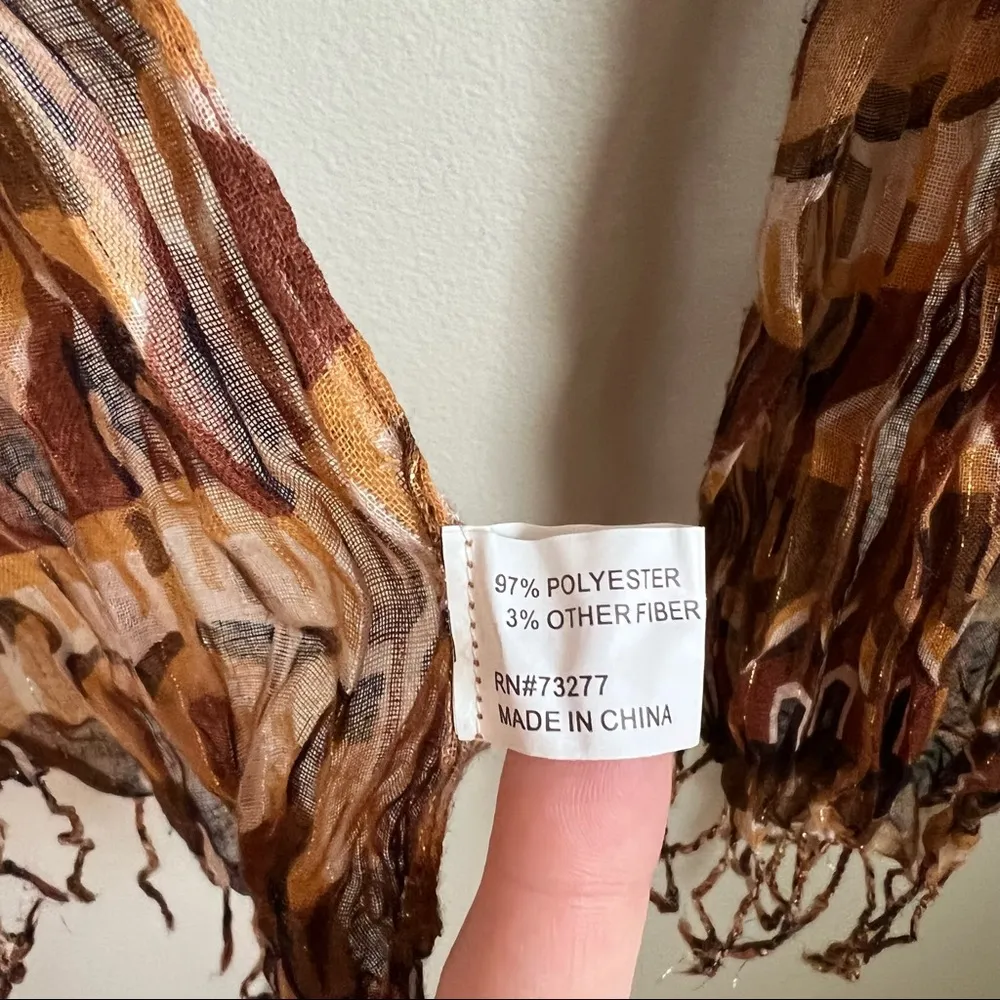 97% POLYESTER
3% OTHER FIBER
RN#73277
MADE IN CHINA